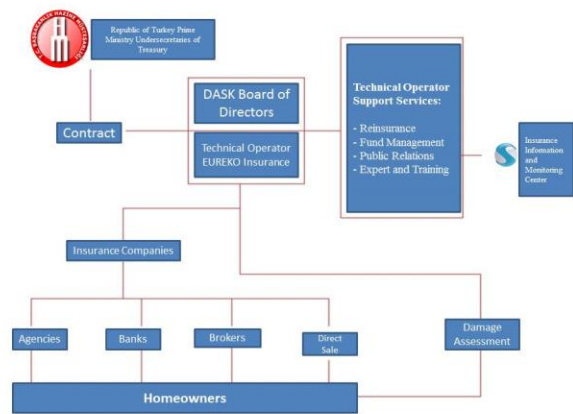 Republic of Turkey Prime
Ministry Undersecretaries of
Treasury
DASK Board of
Directors
Technical Operator
EUREKO Insurance
Contract
Technical Operator
Support Services:
- Reinsurance
- Fund Management
- Public Relations
- Expert and Training
Insurance
Information
and
Monitoring
Center
Insurance Companies
Agencies
Banks
Brokers
Direct
Sale
Damage
Assessment
Homeowners